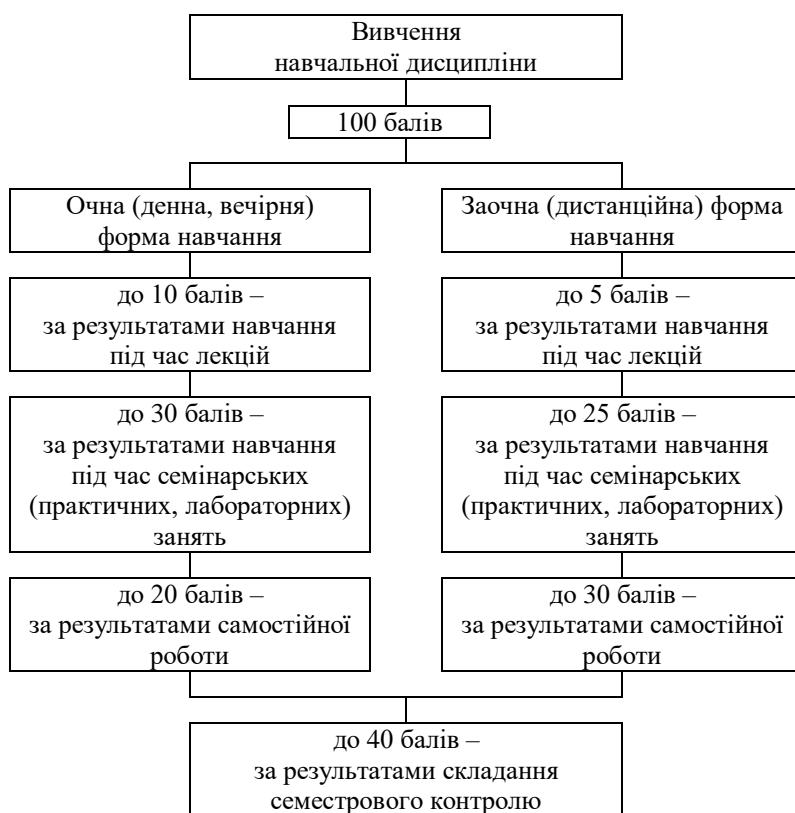 Вивчення
навчальної дисципліни
100 балів
Очна (денна, вечірня)
форма навчання
до 10 балів –
за результатами навчання
під час лекцій
до 30 балів –
за результатами навчання
під час семінарських
(практичних, лабораторних)
занять
до 20 балів –
за результатами самостійної
роботи
Заочна (дистанційна) форма
навчання
до 5 балів –
за результатами навчання
під час лекцій
до 25 балів –
за результатами навчання
під час семінарських
(практичних, лабораторних)
занять
до 30 балів –
за результатами самостійної
роботи
до 40 балів –
за результатами складання
семестрового контролю